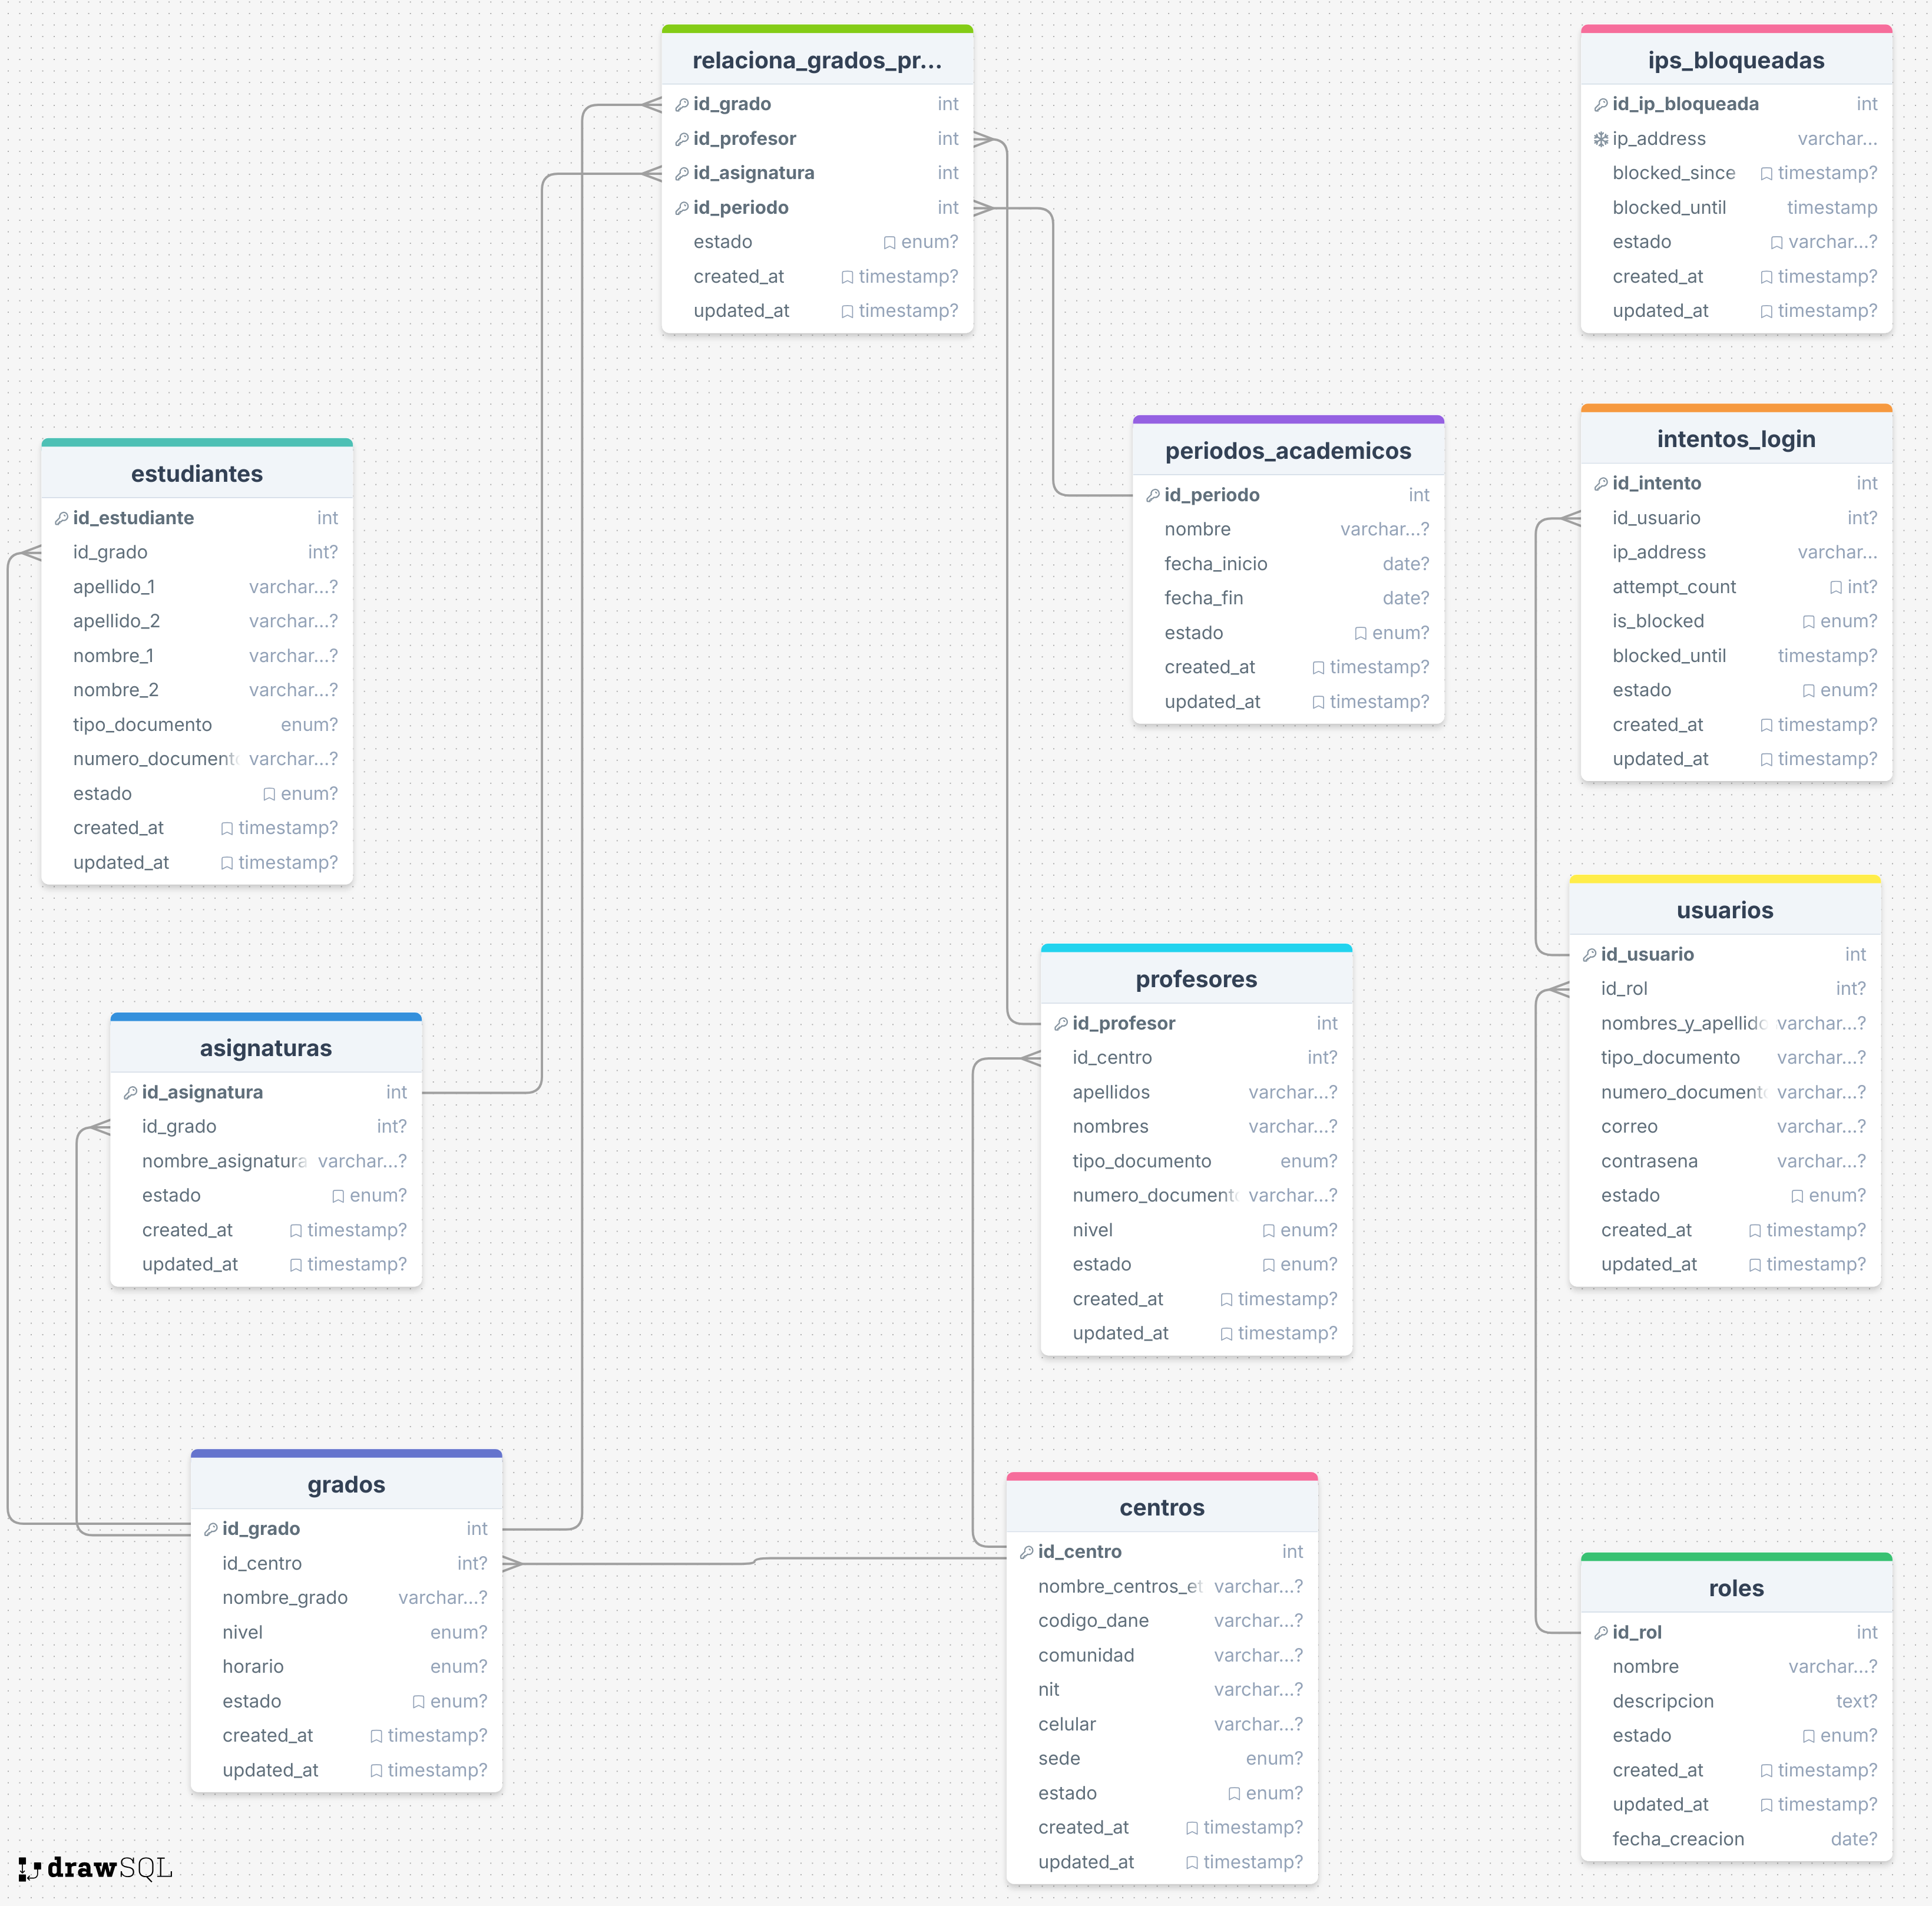 relaciona_grados_pr...
id_grado int
id_profesor int
id_asignatura int
id_periodo int
estado enum?
created_at timestamp?
updated_at timestamp?
ips_bloqueadas
id_ip_bloqueada int
ip_address varchar...
blocked_since timestamp?
blocked_until timestamp
estado varchar...?
created_at timestamp?
updated_at timestamp?
estudiantes
id_estudiante int
id_grado int?
apellido_1 varchar...?
apellido_2 varchar...?
nombre_1 varchar...?
nombre_2 varchar...?
tipo_documento enum?
numero_documento varchar...?
estado enum?
created_at timestamp?
updated_at timestamp?
periodos_academicos
id_periodo int
nombre varchar...?
fecha_inicio date?
fecha_fin date?
estado enum?
created_at timestamp?
updated_at timestamp?
intentos_login
id_intento int
id_usuario int?
ip_address varchar...
attempt_count int?
is_blocked enum?
blocked_until timestamp?
estado enum?
created_at timestamp?
updated_at timestamp?
asignaturas
id_asignatura int
id_grado int?
nombre_asignatura varchar...?
estado enum?
created_at timestamp?
updated_at timestamp?
profesores
id_profesor int
id_centro int?
apellidos varchar...?
nombres varchar...?
tipo_documento enum?
numero_documento varchar...?
nivel enum?
estado enum?
created_at timestamp?
updated_at timestamp?
usuarios
id_usuario int
id_rol int?
nombres_y_apellido varchar...?
tipo_documento varchar...?
numero_documento varchar...?
correo varchar...?
contrasena varchar...?
estado enum?
created_at timestamp?
updated_at timestamp?
grados
id_grado int
id_centro int?
nombre_grado varchar...?
nivel enum?
horario enum?
estado enum?
created_at timestamp?
updated_at timestamp?
centros
id_centro int
nombre_centros_et varchar...?
codigo_dane varchar...?
comunidad varchar...?
nit varchar...?
celular varchar...?
sede enum?
estado enum?
created_at timestamp?
updated_at timestamp?
roles
id_rol int
nombre varchar...?
descripcion text?
estado enum?
created_at timestamp?
updated_at timestamp?
fecha_creacion date?
drawSQL